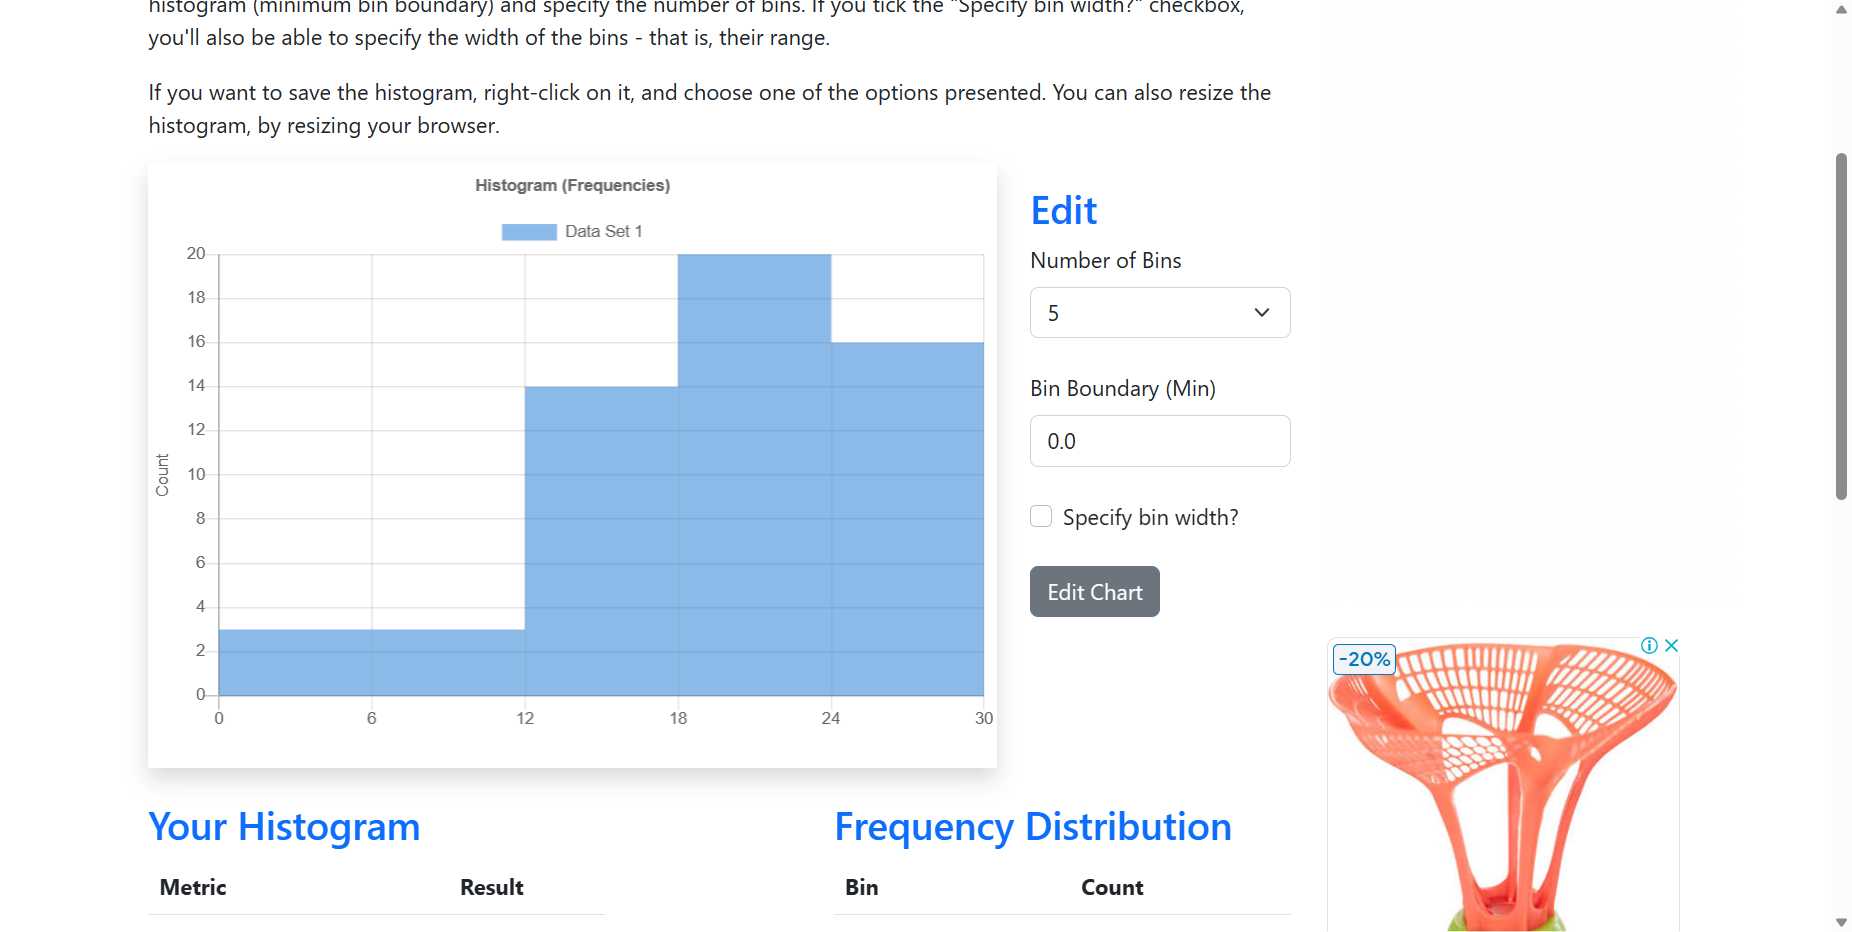 histogram (minimum bin boundary) and specify the number of bins. If you tick the "Specify bin width?" checkbox,
you'll also be able to specify the width of the bins - that is, their range.
If you want to save the histogram, right-click on it, and choose one of the options presented. You can also resize the
histogram, by resizing your browser.
Histogram (Frequencies)
Data Set 1
20
18
16
14
12
10
8
6
4
2
0
Count
0 6 12 18 24 30
Edit
Number of Bins
5
Bin Boundary (Min)
0.0
Specify bin width?
Edit Chart
-20%
Your Histogram
Metric Result
Frequency Distribution
Bin Count